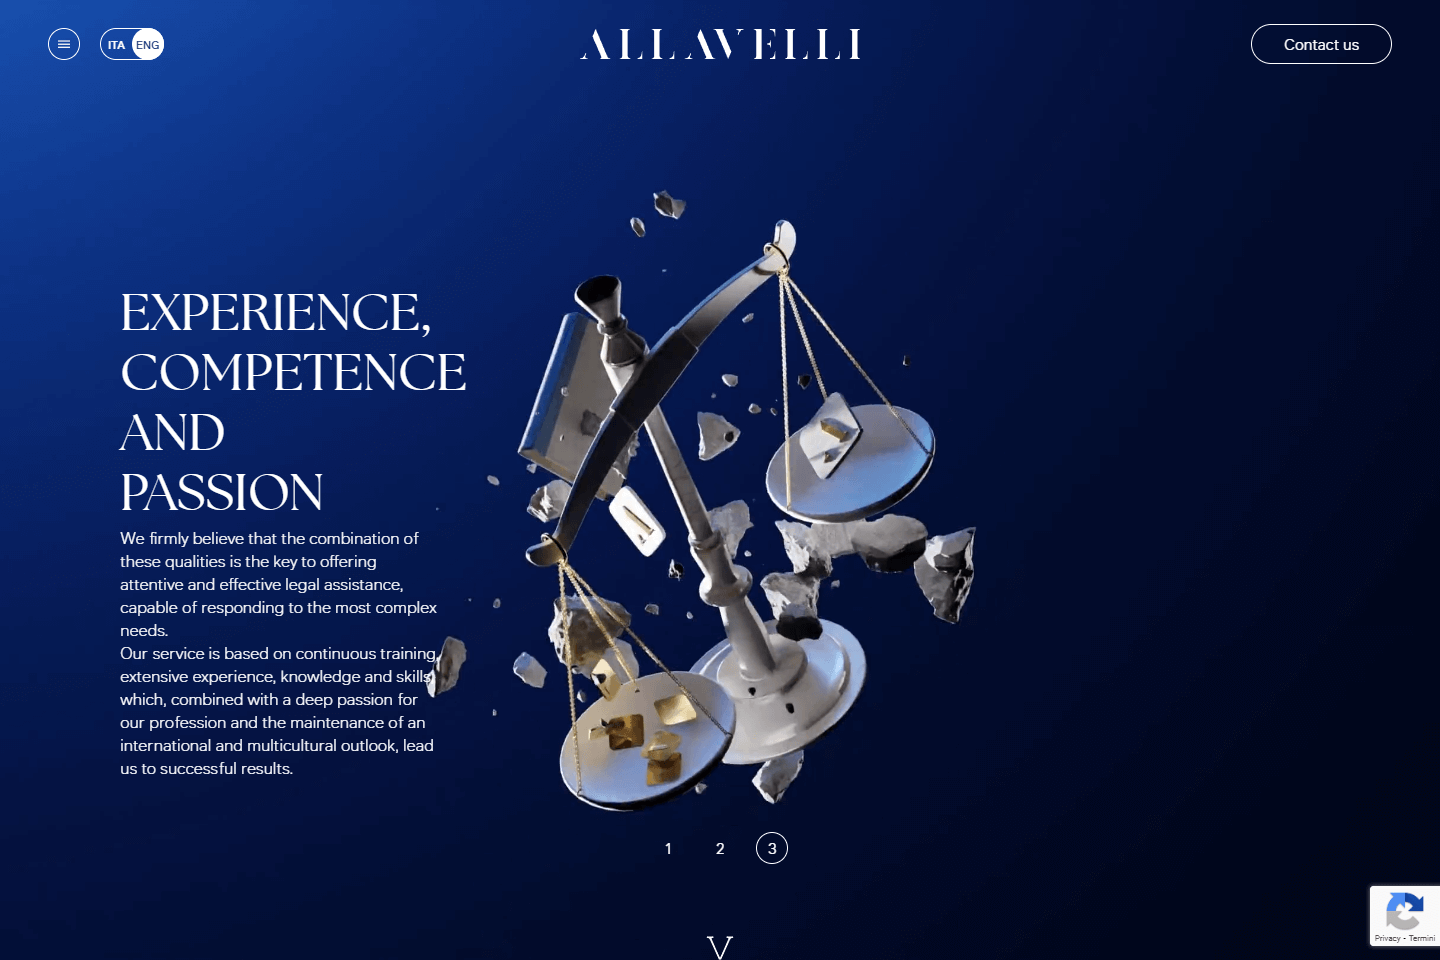 ITA ENG
ALLAVELLI
Contact us
EXPERIENCE,
COMPETENCE
AND
PASSION
We firmly believe that the combination of
these qualities is the key to offering
attentive and effective legal assistance,
capable of responding to the most complex
needs.
Our service is based on continuous training,
extensive experience, knowledge and skills,
which, combined with a deep passion for
our profession and the maintenance of an
international and multicultural outlook, lead
us to successful results.
1 2 3
V
Privacy - Termini